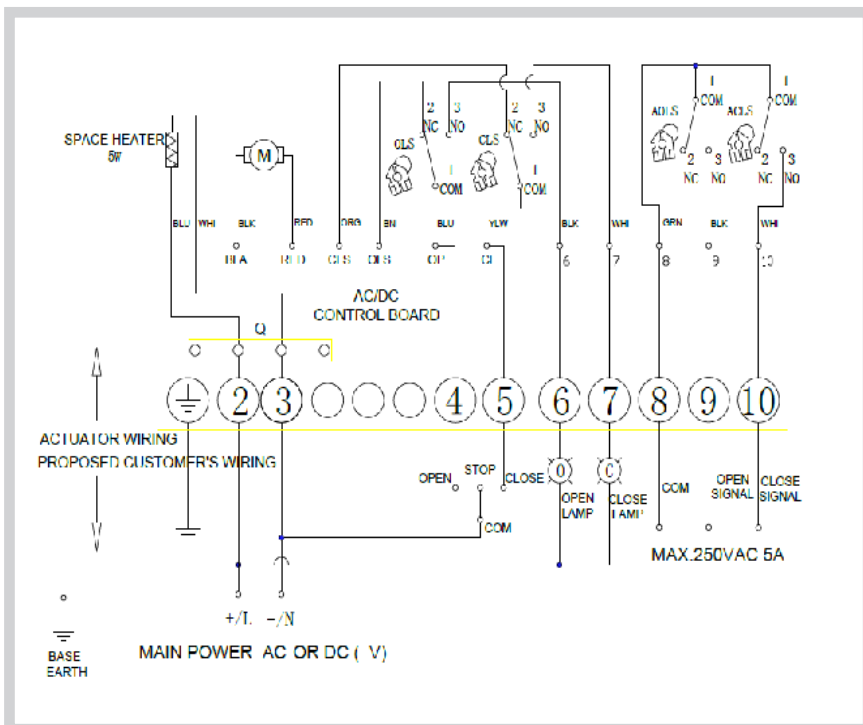 1
COM
1
COM
2
NC
3
NO
2
NC
3
NO
AOLS
ACLS
SPACE HEATER
5W
M
OLS
CLS
1
COM
1
COM
2
NC
3
NO
2
NC
3
NO
BLU WHI BLK RED ORG BN BLU YLW BLK WHI GRN BLK WHI
BLA RED CLS OLS OP CL 6 7 8 9 10
AC/DC
CONTROL BOARD
Q
2 3 4 5 6 7 8 9 10
ACTUATOR WIRING
PROPOSED CUSTOMER'S WIRING
OPEN STOP CLOSE
COM
O
OPEN
LAMP
C
CLOSE
LAMP
COM
OPEN
SIGNAL
CLOSE
SIGNAL
MAX.250VAC 5A
+/L -/N
MAIN POWER AC OR DC ( V)
BASE
EARTH